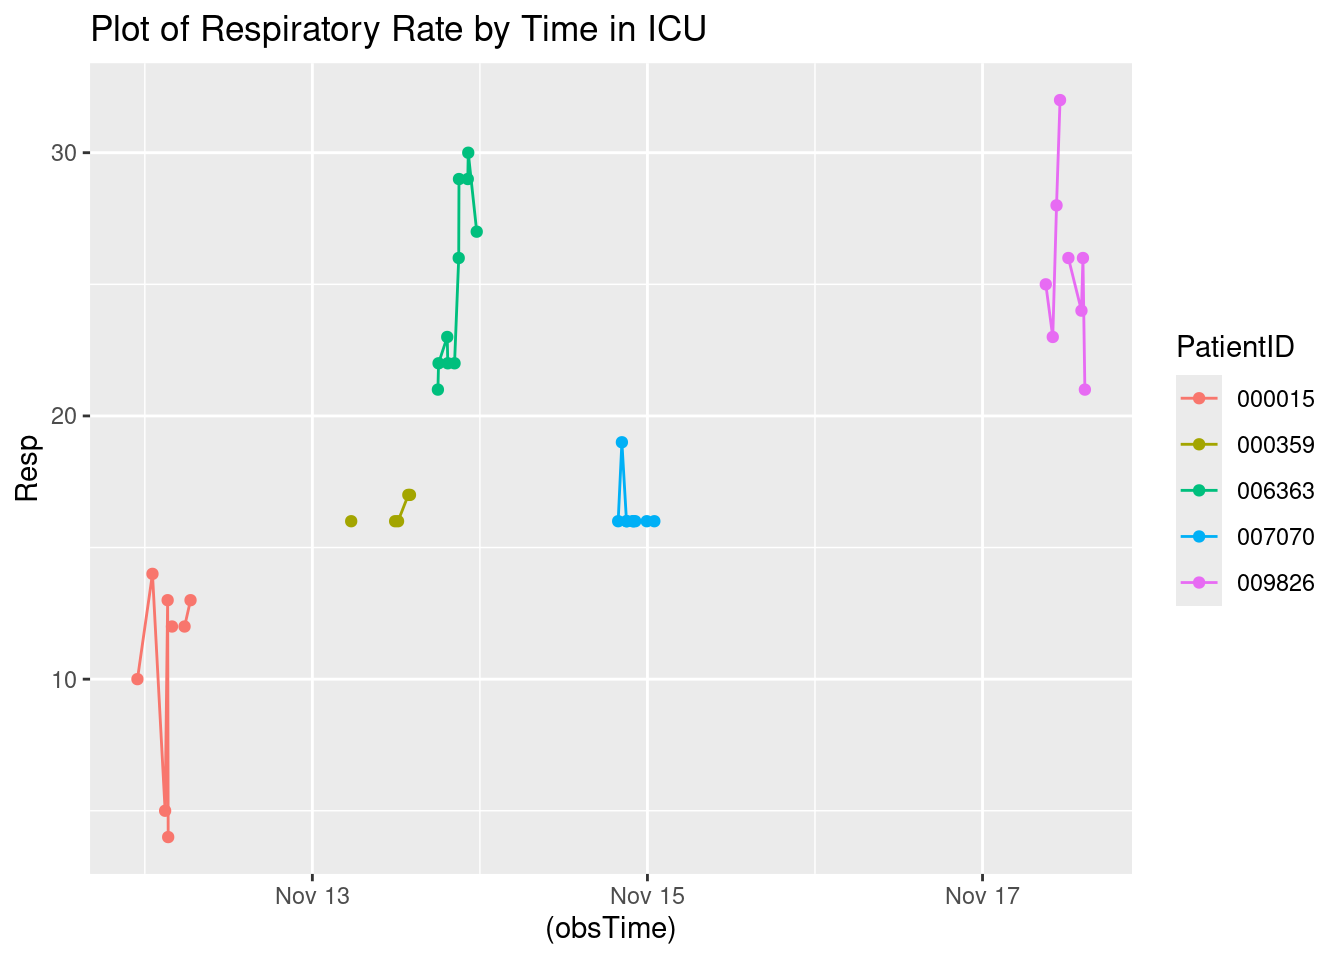 Plot of Respiratory Rate by Time in ICU
30
20
10
Resp
Nov 13
Nov 15
Nov 17
(obsTime)
PatientID
000015
000359
006363
007070
009826